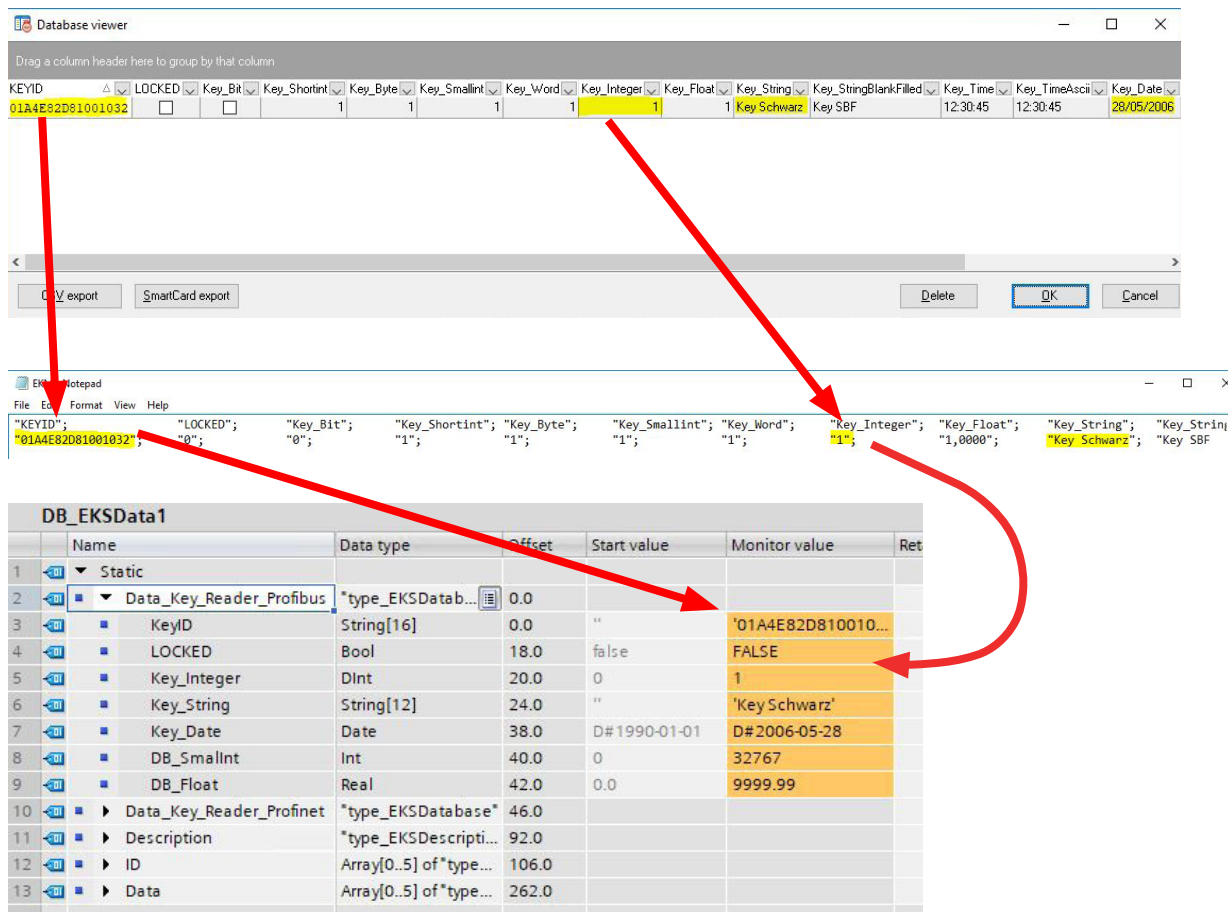 Database viewer
Drag a column header here to group by that column
KEYID LOCKED Key_Bit Key_Shortint Key_Byte Key_Smallint Key_Word Key_Integer Key_Float Key_String Key_StringBlankFilled Key_Time Key_TimeAscii Key_Date
01A4E82D81001032 1 1 1 1 1 1 Key Schwarz Key SBF 12:30:45 12:30:45 28/05/2006
export SmartCard export Delete OK Cancel
Notepad
File Format View Help
"KEYID"; "LOCKED"; "Key_Bit"; "Key_Shortint"; "Key_Byte"; "Key_Smallint"; "Key_Word"; "Key_Integer"; "Key_Float"; "Key_String"; "Key_String
"01A4E82D81001032"; "0"; "0"; "1"; "1"; "1"; "1"; "1"; "1,0000"; "Key Schwarz"; "Key SBF
DB_EKSData1
Name Data type Offset Start value Monitor value Ret
1 Static
2 Data_Key_Reader_Profibus "type_EKSDatab... 0.0
3 KeyID String[16] 0.0 '' '01A4E82D810010...
4 LOCKED Bool 18.0 false FALSE
5 Key_Integer DInt 20.0 0 1
6 Key_String String[12] 24.0 '' 'Key Schwarz'
7 Key_Date Date 38.0 D#1990-01-01 D#2006-05-28
8 DB_SmallInt Int 40.0 0 32767
9 DB_Float Real 42.0 0.0 9999.99
10 Data_Key_Reader_Profinet "type_EKSDatabase" 46.0
11 Description "type_EKSDescripti... 92.0
12 ID Array[0..5] of "type... 106.0
13 Data Array[0..5] of "type... 262.0